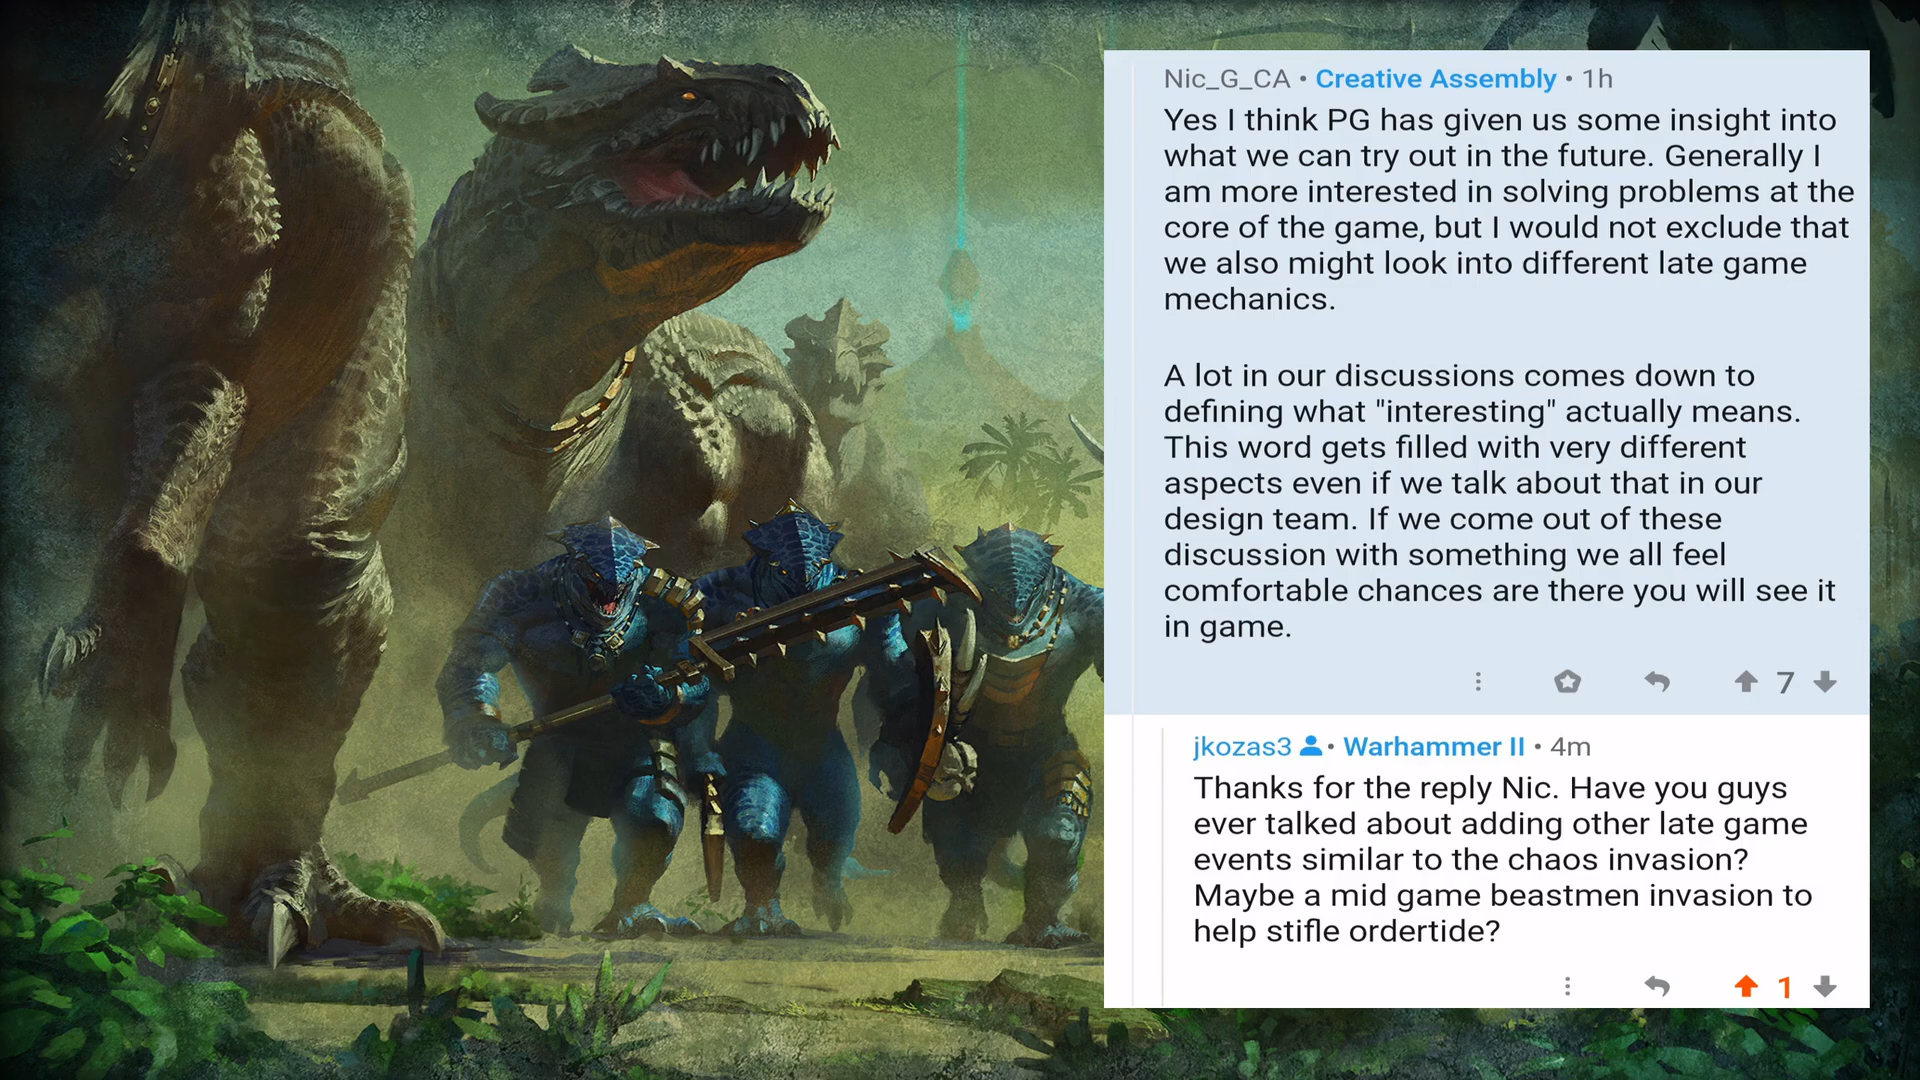 Nic_G_CA • Creative Assembly • 1h
Yes I think PG has given us some insight into
what we can try out in the future. Generally I
am more interested in solving problems at the
core of the game, but I would not exclude that
we also might look into different late game
mechanics.
A lot in our discussions comes down to
defining what "interesting" actually means.
This word gets filled with very different
aspects even if we talk about that in our
design team. If we come out of these
discussion with something we all feel
comfortable chances are there you will see it
in game.
7
jkozas3 • Warhammer II • 4m
Thanks for the reply Nic. Have you guys
ever talked about adding other late game
events similar to the chaos invasion?
Maybe a mid game beastmen invasion to
help stifle ordertide?
1